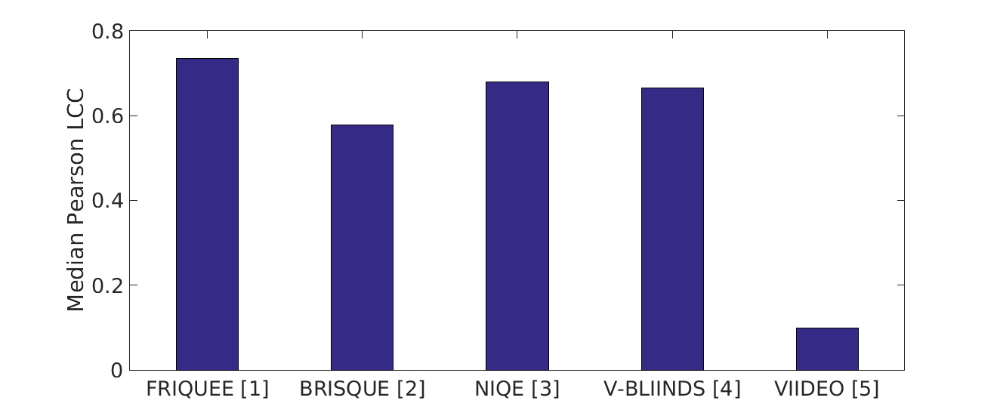 0.8
0.6
0.4
0.2
0
Median Pearson LCC
FRIQUEE [1] BRISQUE [2] NIQE [3] V-BLIINDS [4] VIIDEO [5]